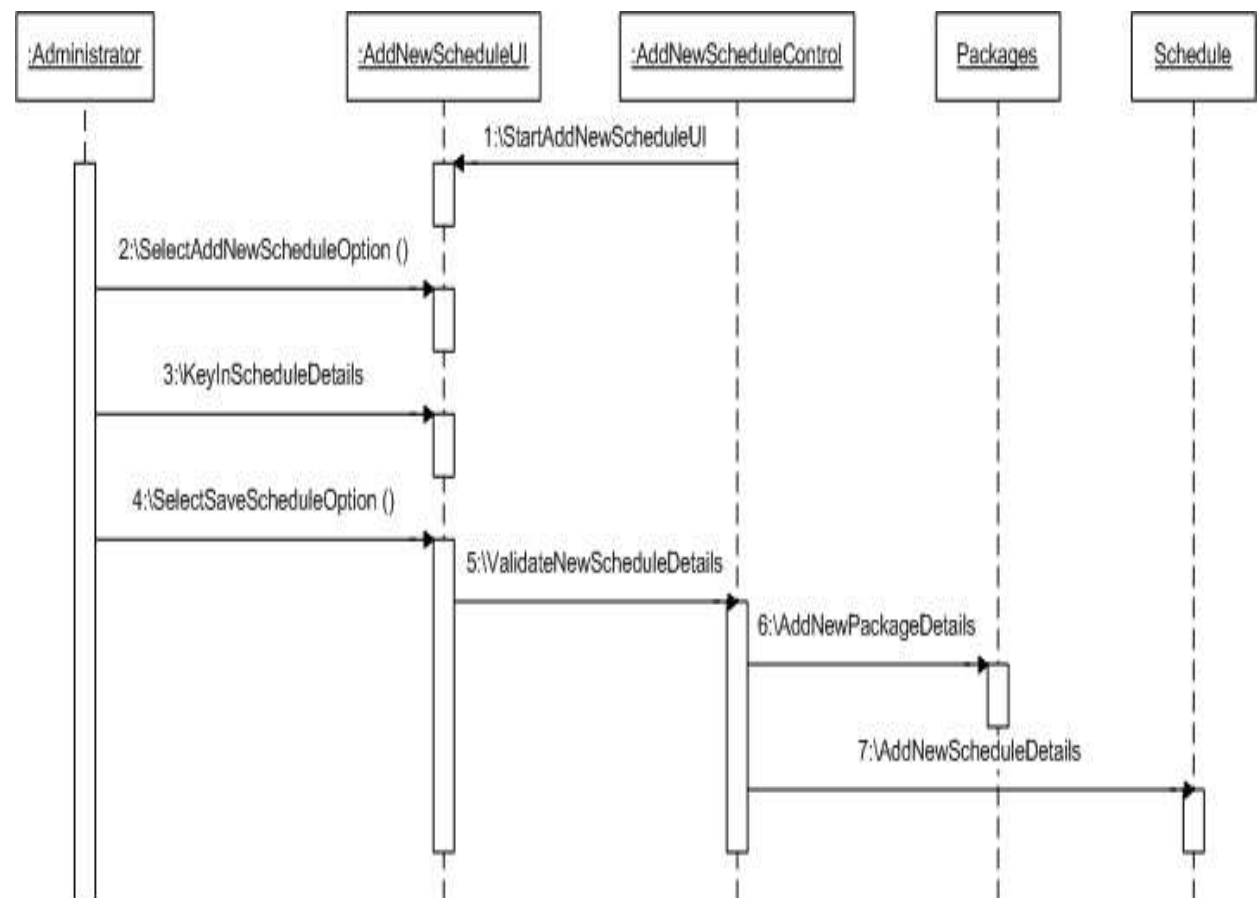 :Administrator
:AddNewScheduleUI
:AddNewScheduleControl
Packages
Schedule
1:\StartAddNewScheduleUI
2:\SelectAddNewScheduleOption ()
3:\KeyInScheduleDetails
4:\SelectSaveScheduleOption ()
5:\ValidateNewScheduleDetails
6:\AddNewPackageDetails
7:\AddNewScheduleDetails